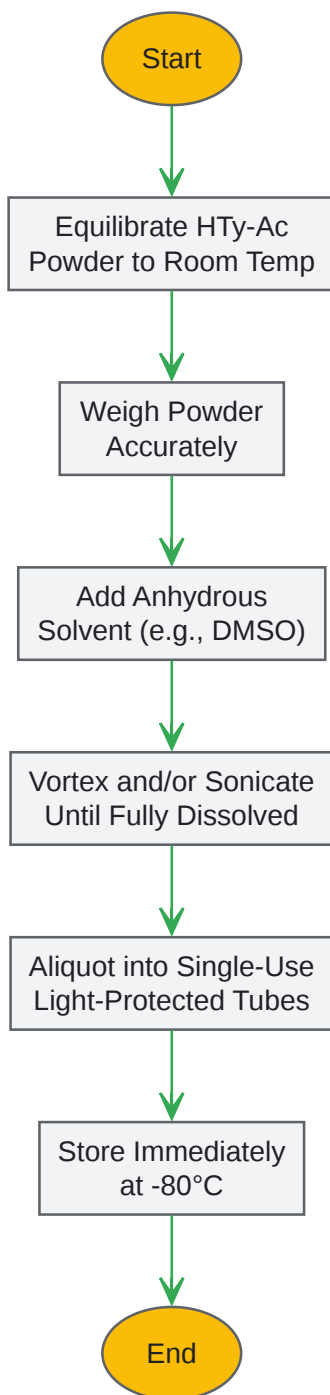 Start
Equilibrate HTy-Ac
Powder to Room Temp
Weigh Powder
Accurately
Add Anhydrous
Solvent (e.g., DMSO)
Vortex and/or Sonicate
Until Fully Dissolved
Aliquot into Single-Use
Light-Protected Tubes
Store Immediately
at -80°C
End